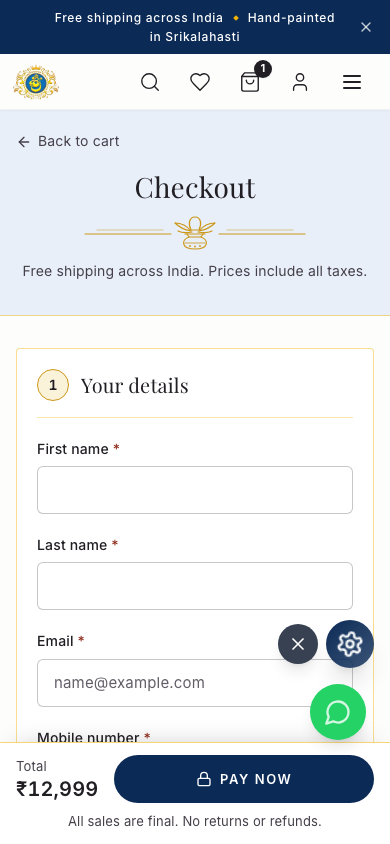 Free shipping across India 🔸 Hand-painted
in Srikalahasti
1
Back to cart
Checkout
Free shipping across India. Prices include all taxes.
1 Your details
First name *
Last name *
Email *
name@example.com
Mobile number *
Total
₹12,999
PAY NOW
All sales are final. No returns or refunds.